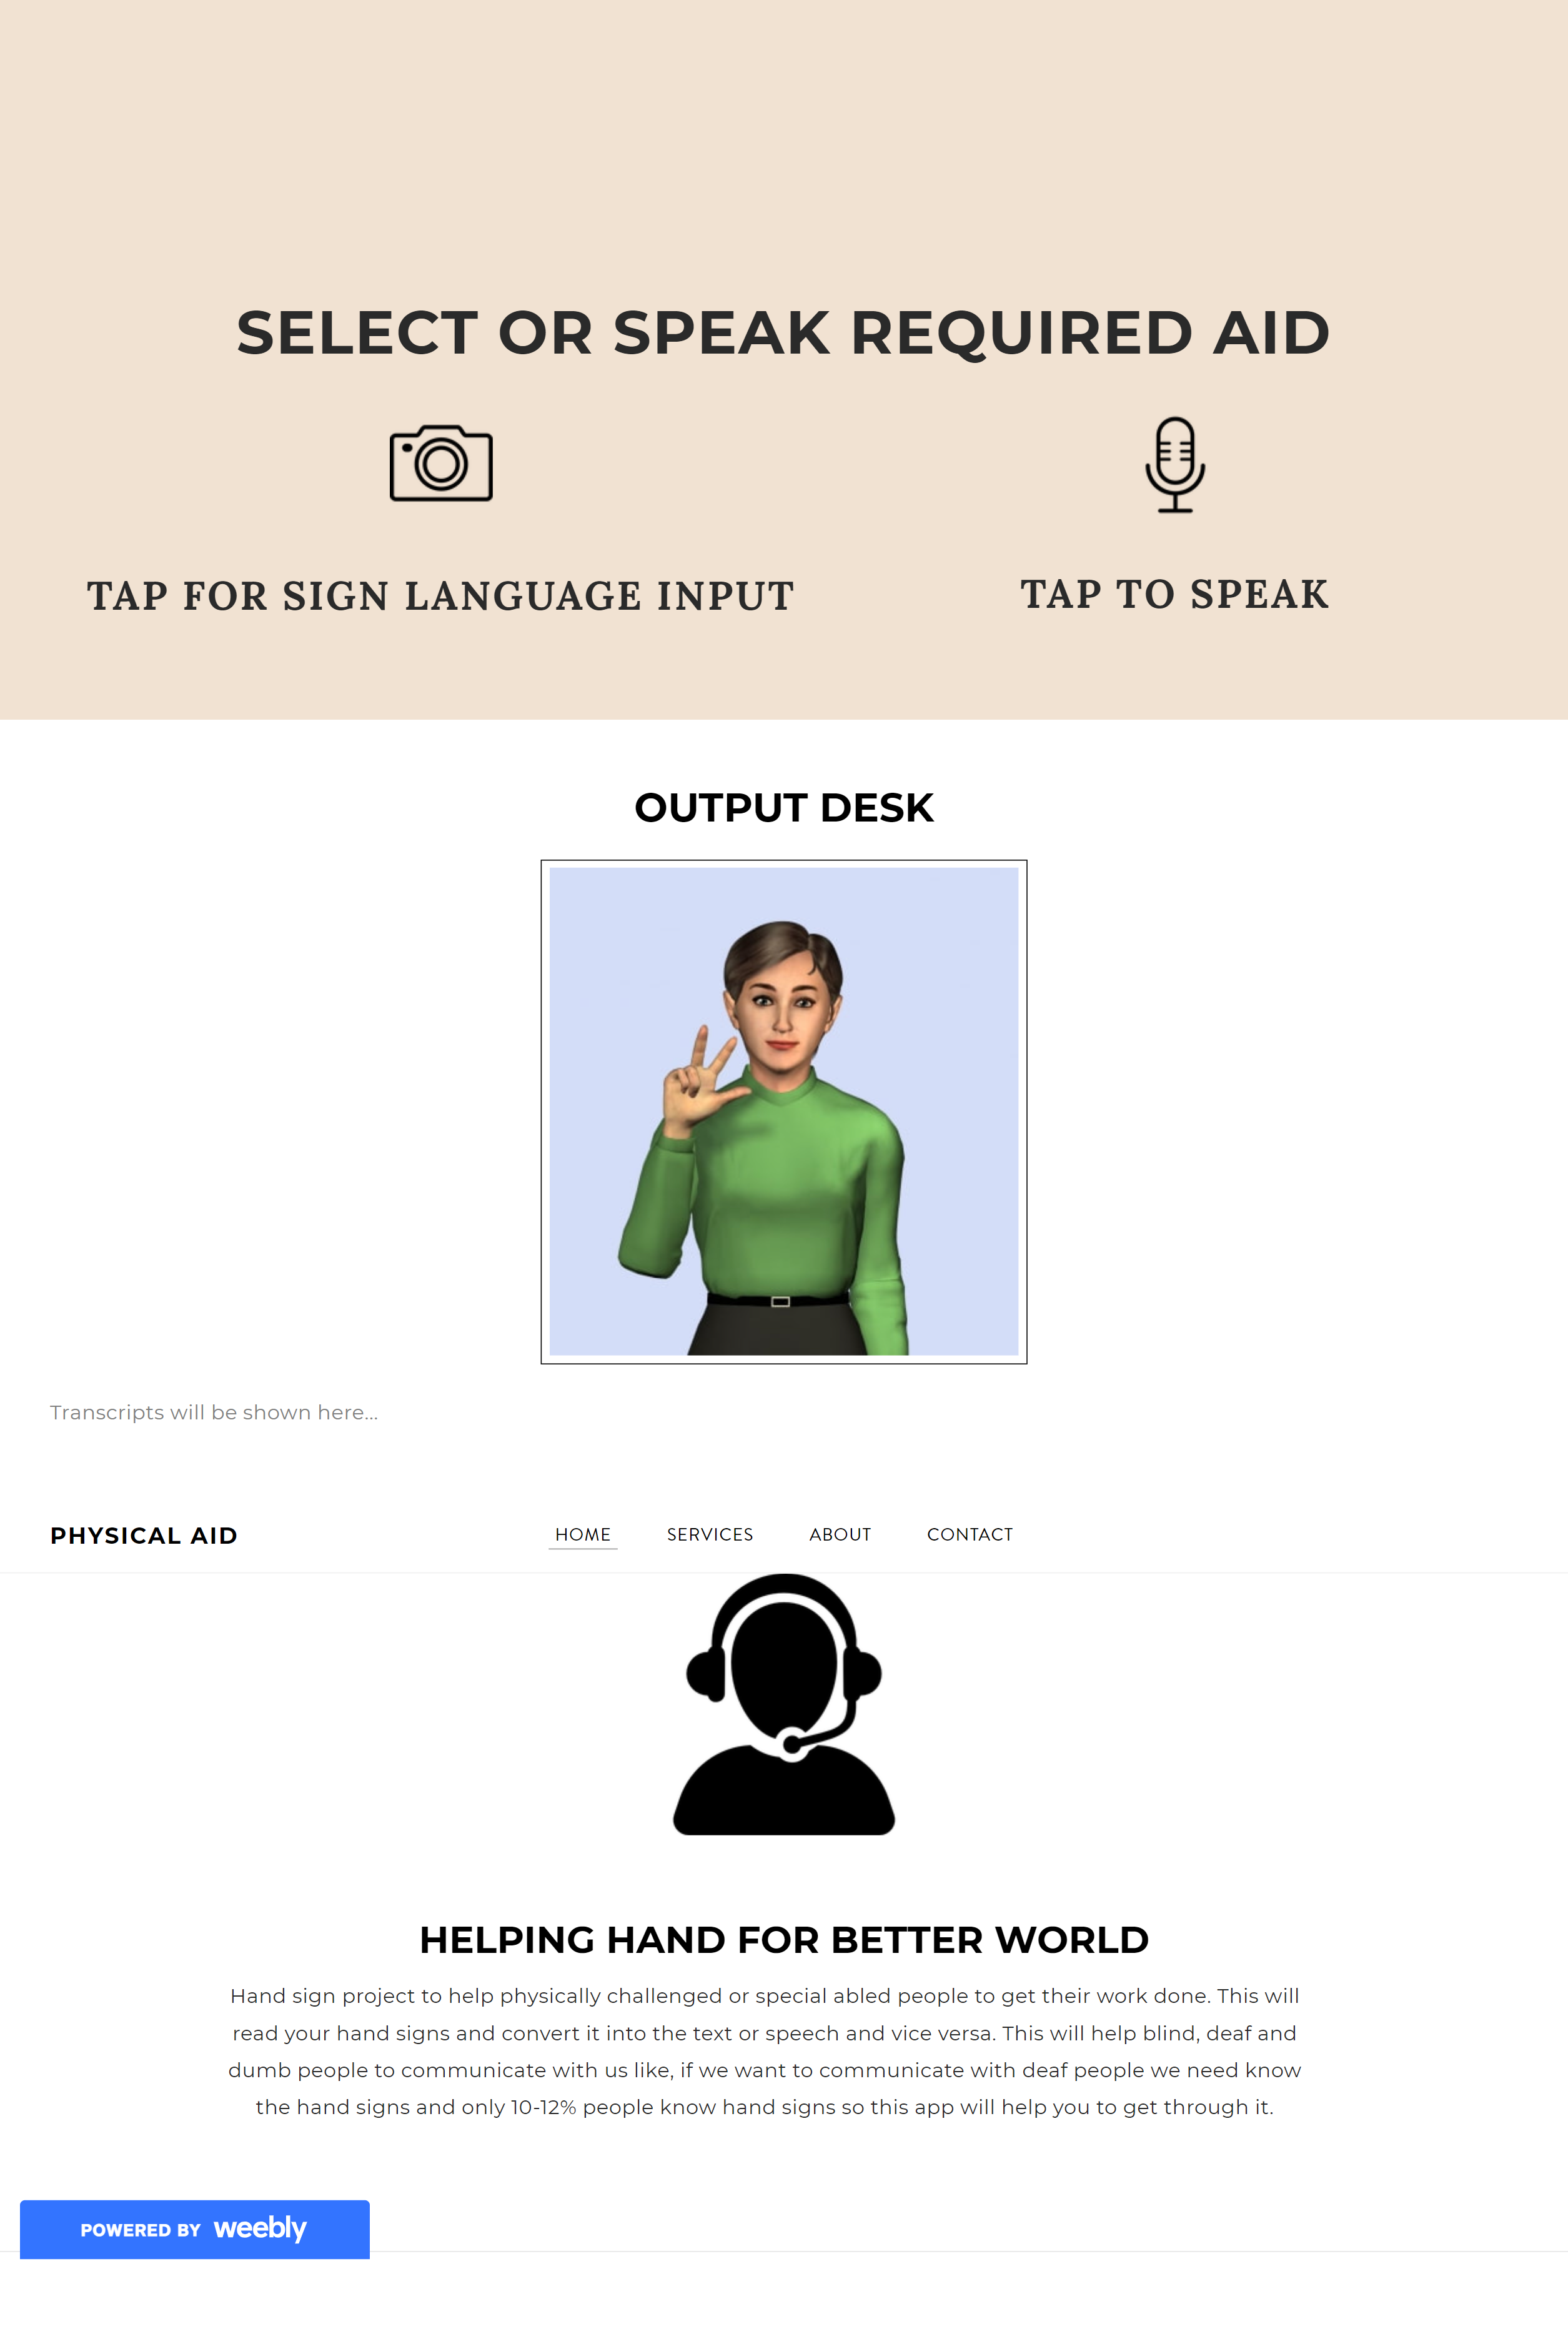 SELECT OR SPEAK REQUIRED AID
TAP FOR SIGN LANGUAGE INPUT
TAP TO SPEAK
OUTPUT DESK
Transcripts will be shown here...
PHYSICAL AID
HOME
SERVICES
ABOUT
CONTACT
HELPING HAND FOR BETTER WORLD
Hand sign project to help physically challenged or special abled people to get their work done. This will
read your hand signs and convert it into the text or speech and vice versa. This will help blind, deaf and
dumb people to communicate with us like, if we want to communicate with deaf people we need know
the hand signs and only 10-12% people know hand signs so this app will help you to get through it.
POWERED BY weebly